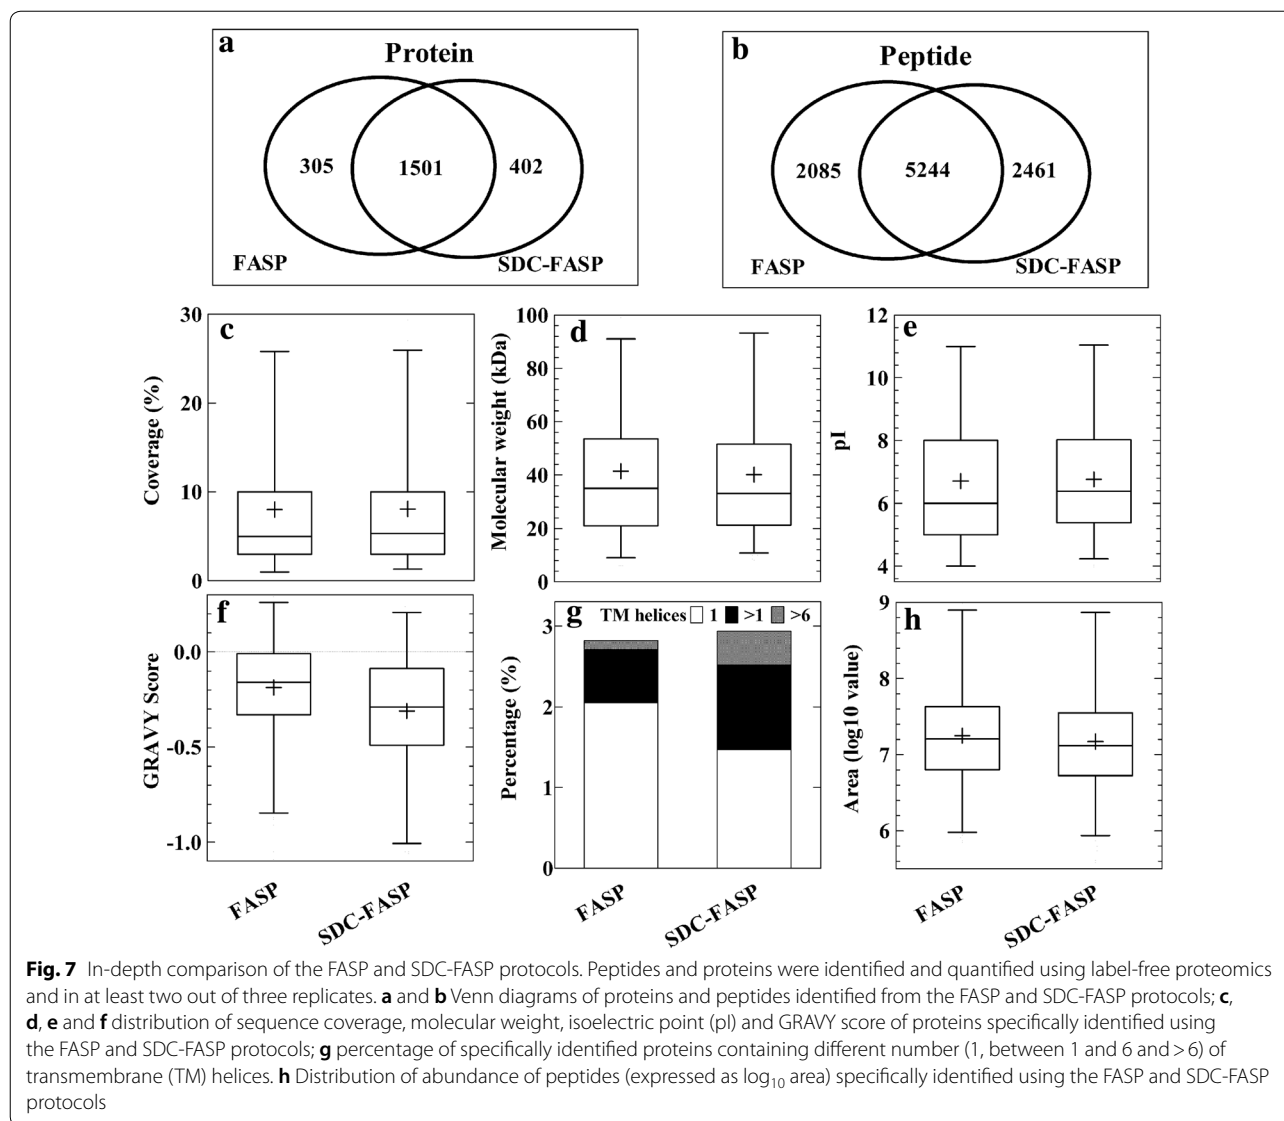 a
Protein
305
1501
402
FASP
SDC-FASP
b
Peptide
2085
5244
2461
FASP
SDC-FASP
c
Coverage (%)
30
20
10
0
d
Molecular weight (kDa)
100
80
60
40
20
0
e
pI
12
10
8
6
4
f
GRAVY Score
0.0
-0.5
-1.0
FASP
SDC-FASP
g
TM helices 1 >1 >6
Percentage (%)
3
2
1
0
FASP
SDC-FASP
h
Area (log10 value)
9
8
7
6
FASP
SDC-FASP
Fig. 7 In-depth comparison of the FASP and SDC-FASP protocols. Peptides and proteins were identified and quantified using label-free proteomics
and in at least two out of three replicates. a and b Venn diagrams of proteins and peptides identified from the FASP and SDC-FASP protocols; c,
d, e and f distribution of sequence coverage, molecular weight, isoelectric point (pI) and GRAVY score of proteins specifically identified using
the FASP and SDC-FASP protocols; g percentage of specifically identified proteins containing different number (1, between 1 and 6 and > 6) of
transmembrane (TM) helices. h Distribution of abundance of peptides (expressed as log10 area) specifically identified using the FASP and SDC-FASP
protocols